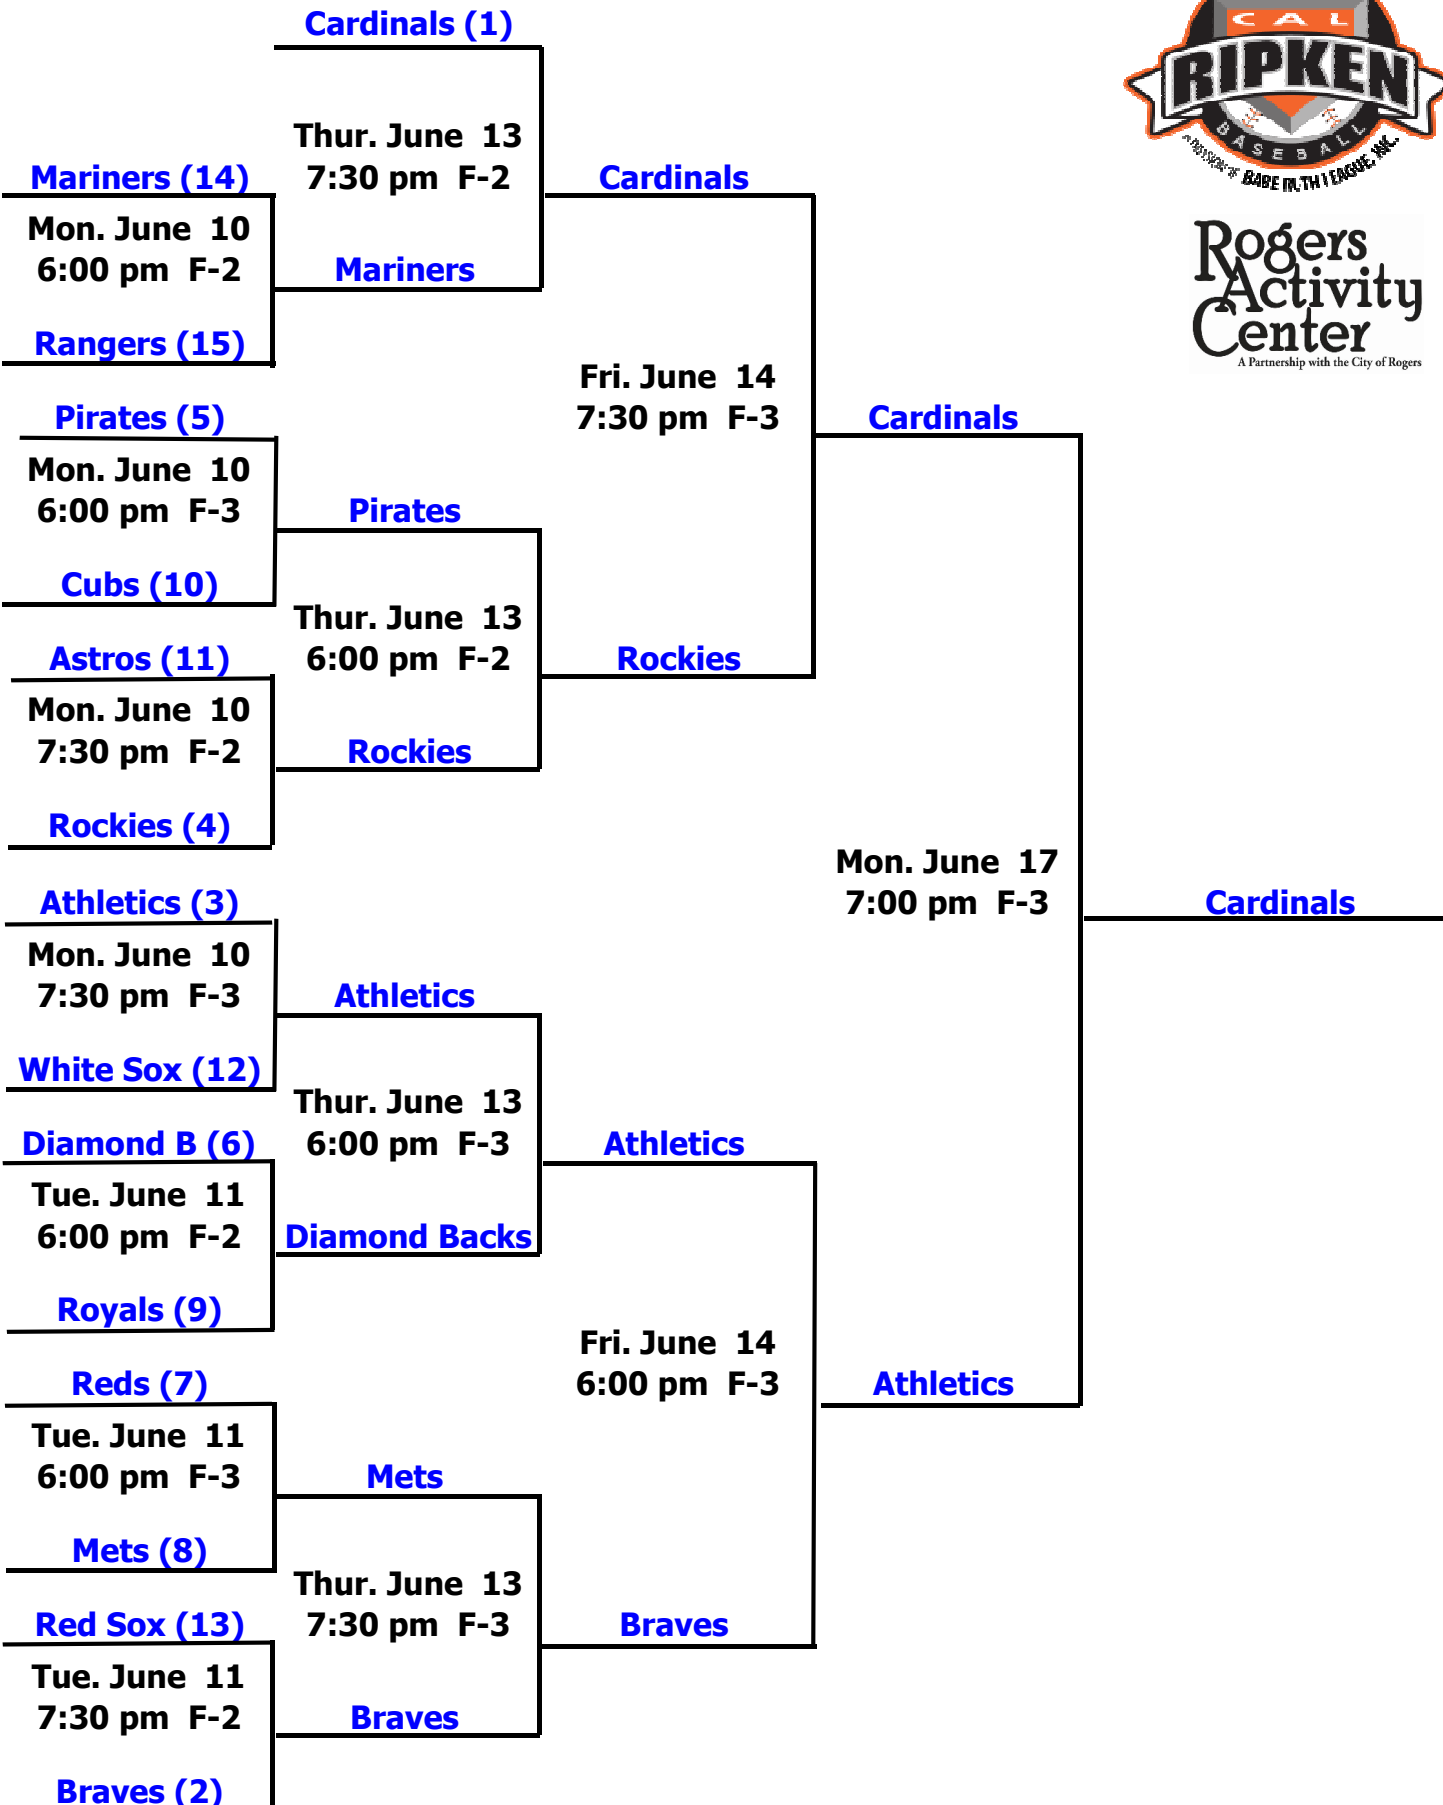 Cardinals (1)
CAL
RIPKEN
BASEBALL
A DIVISION OF BABE RUTH LEAGUE, INC.
Thur. June 13
7:30 pm F-2
Mariners (14)
Cardinals
Mon. June 10
6:00 pm F-2
Mariners
Rogers
Activity
Center
A Partnership with the City of Rogers
Rangers (15)
Fri. June 14
7:30 pm F-3
Pirates (5)
Cardinals
Mon. June 10
6:00 pm F-3
Pirates
Cubs (10)
Thur. June 13
6:00 pm F-2
Astros (11)
Rockies
Mon. June 10
7:30 pm F-2
Rockies
Rockies (4)
Mon. June 17
7:00 pm F-3
Athletics (3)
Cardinals
Mon. June 10
7:30 pm F-3
Athletics
White Sox (12)
Thur. June 13
6:00 pm F-3
Diamond B (6)
Athletics
Tue. June 11
6:00 pm F-2
Diamond Backs
Royals (9)
Fri. June 14
6:00 pm F-3
Reds (7)
Athletics
Tue. June 11
6:00 pm F-3
Mets
Mets (8)
Thur. June 13
7:30 pm F-3
Red Sox (13)
Braves
Tue. June 11
7:30 pm F-2
Braves
Braves (2)